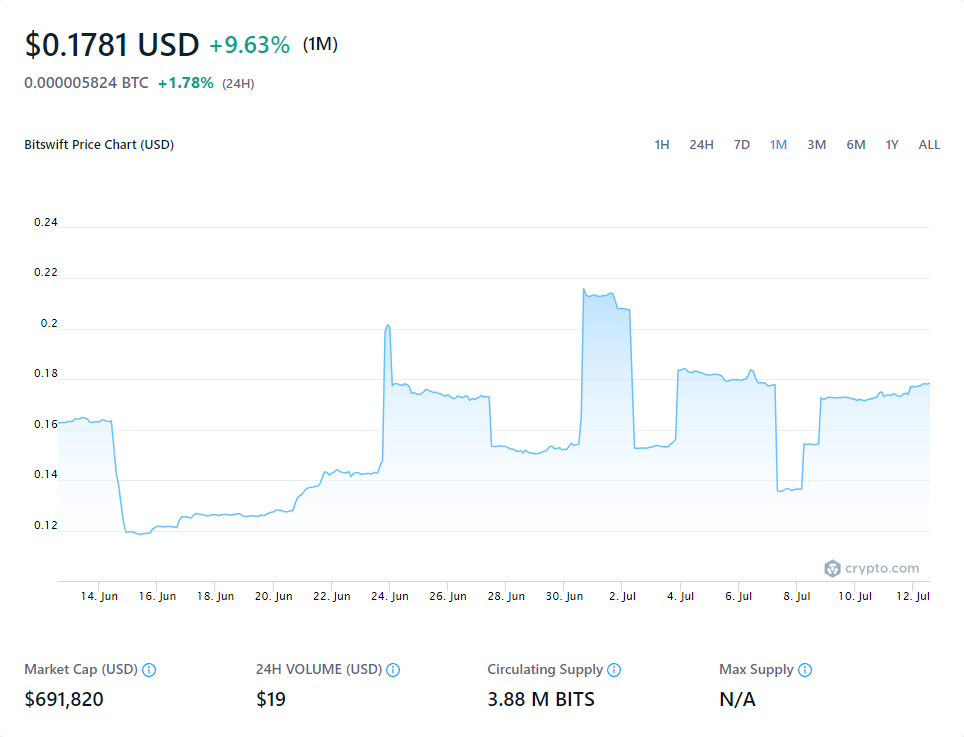 $0.1781 USD +9.63% (1M)
0.000005824 BTC +1.78% (24H)
Bitswift Price Chart (USD) 1H 24H 7D 1M 3M 6M 1Y ALL
0.24
0.22
0.2
0.18
0.16
0.14
0.12
crypto.com
14. Jun 16. Jun 18. Jun 20. Jun 22. Jun 24. Jun 26. Jun 28. Jun 30. Jun 2. Jul 4. Jul 6. Jul 8. Jul 10. Jul 12. Jul
Market Cap (USD) 24H VOLUME (USD) Circulating Supply Max Supply
$691,820 $19 3.88 M BITS N/A